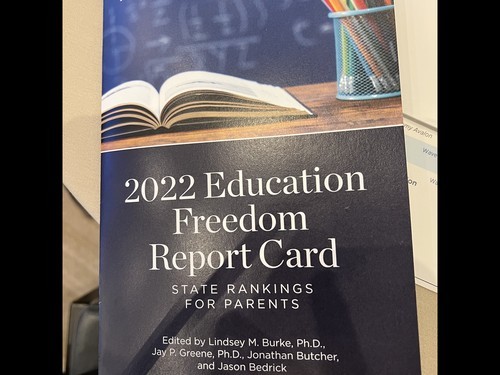 2022 Education
Freedom
Report Card
STATE RANKINGS
FOR PARENTS
Edited by Lindsey M. Burke, Ph.D.,
Jay P. Greene, Ph.D., Jonathan Butcher,
and Jason Bedrick